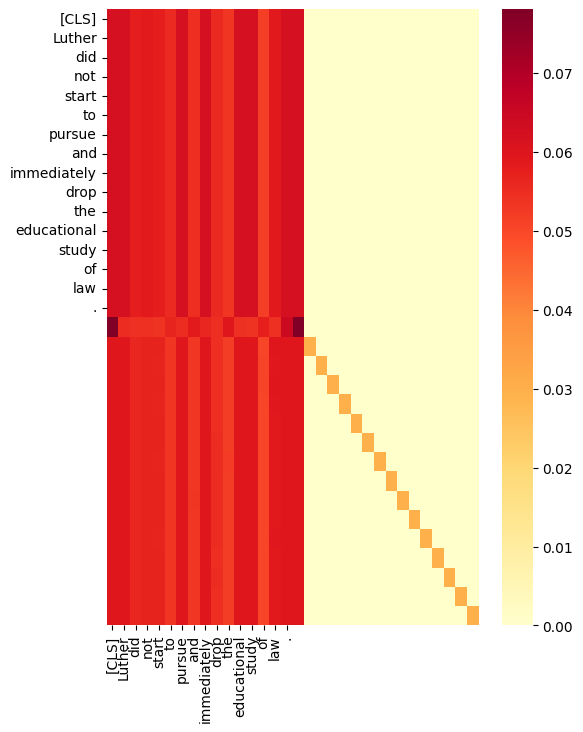 [CLS]
Luther
did
not
start
to
pursue
and
immediately
drop
the
educational
study
of
law
.
0.07
0.06
0.05
0.04
0.03
0.02
0.01
0.00
[CLS]
Luther
did
not
start
to
pursue
and
immediately
drop
the
educational
study
of
law
.